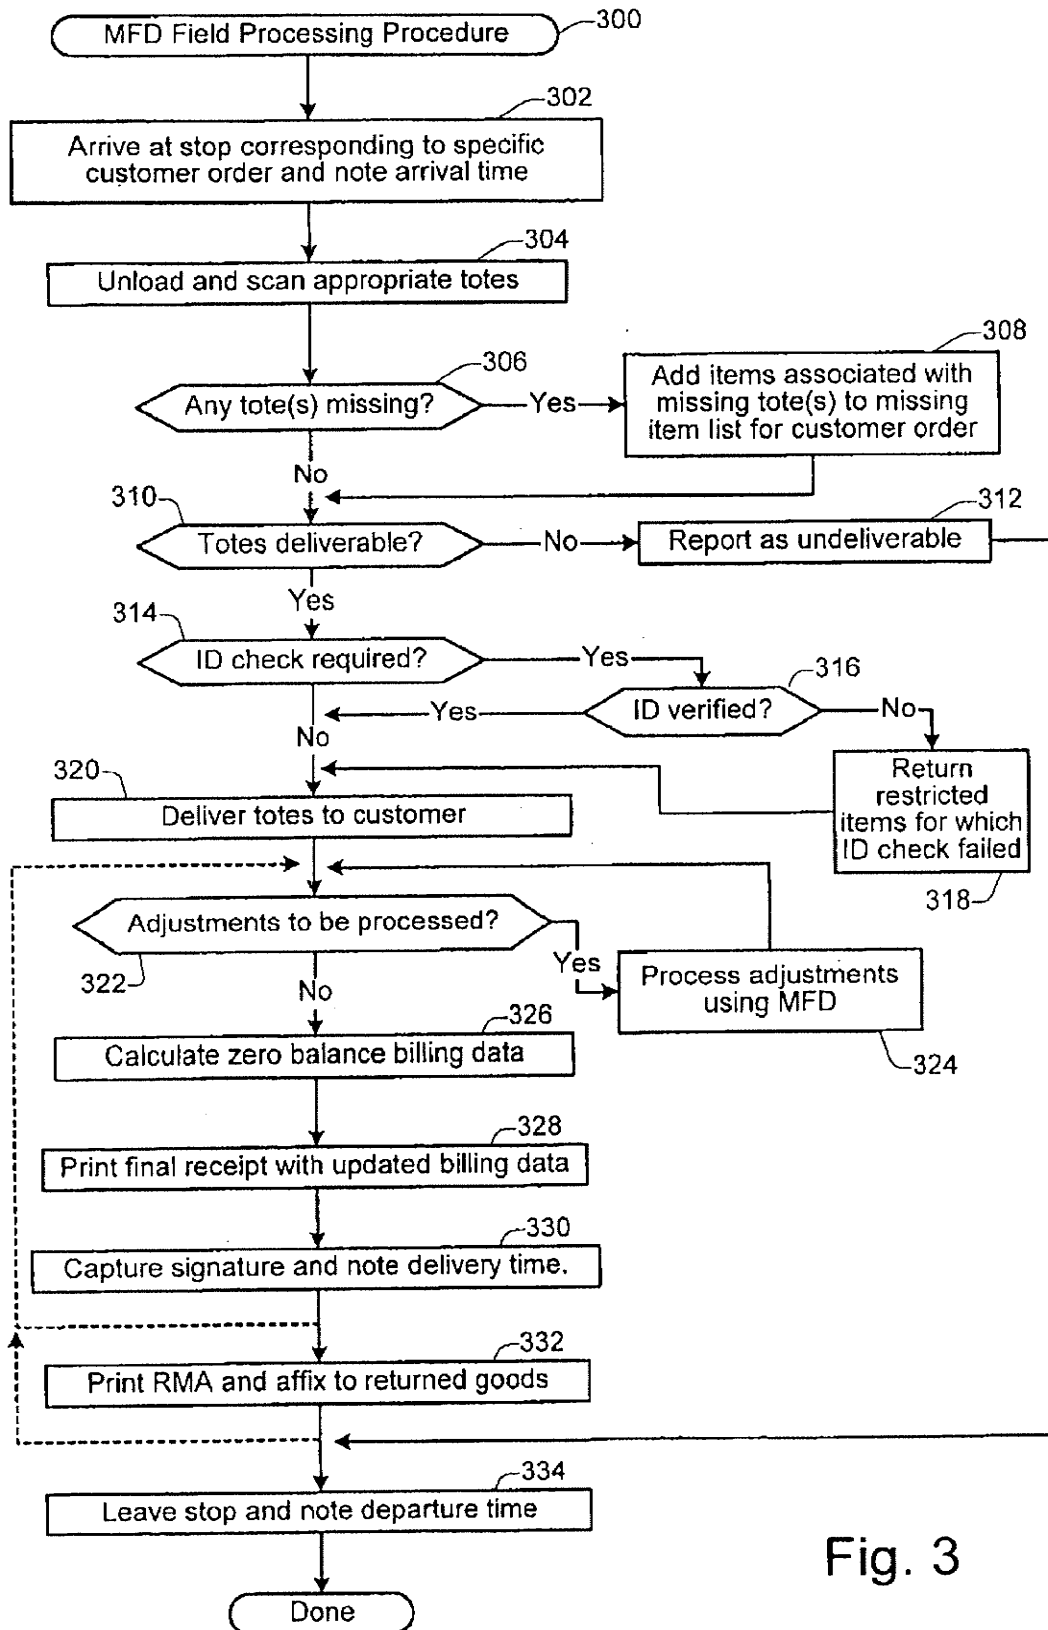 MFD Field Processing Procedure
300
302
Arrive at stop corresponding to specific
customer order and note arrival time
304
Unload and scan appropriate totes
306
Any tote(s) missing?
Yes
308
Add items associated with
missing tote(s) to missing
item list for customer order
No
310
Totes deliverable?
No
312
Report as undeliverable
Yes
314
ID check required?
Yes
316
ID verified?
Yes
No
No
Return
restricted
items for which
ID check failed
318
320
Deliver totes to customer
Adjustments to be processed?
322
Yes
Process adjustments
using MFD
324
No
326
Calculate zero balance billing data
328
Print final receipt with updated billing data
330
Capture signature and note delivery time.
332
Print RMA and affix to returned goods
334
Leave stop and note departure time
Done
Fig. 3